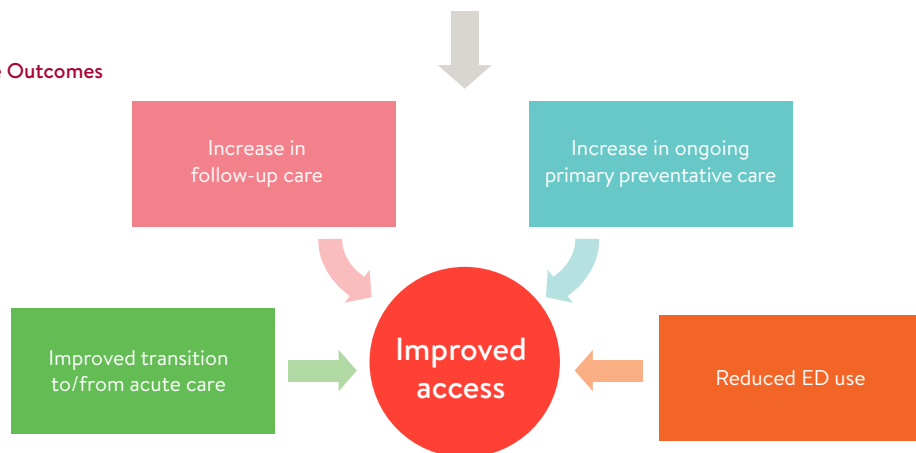 Outcomes
Increase in
follow-up care
Increase in ongoing
primary preventative care
Improved transition
to/from acute care
Improved
access
Reduced ED use